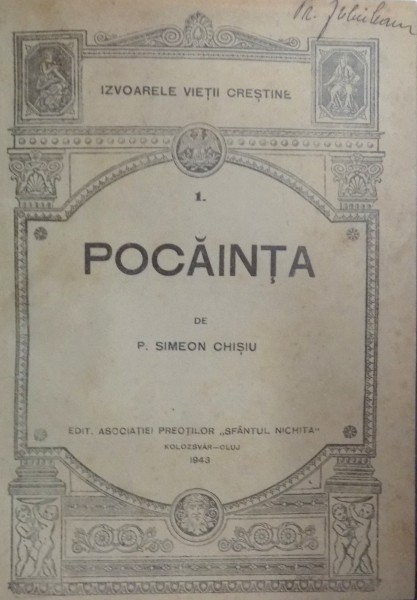 IZVOARELE VIEȚII CREȘTINE
1.
POCĂINȚA
DE
P. SIMEON CHIȘIU
EDIT. ASOCIAȚIEI PREOȚILOR „SFÂNTUL NICHITA”
KOLOZSVÁR—CLUJ
1943